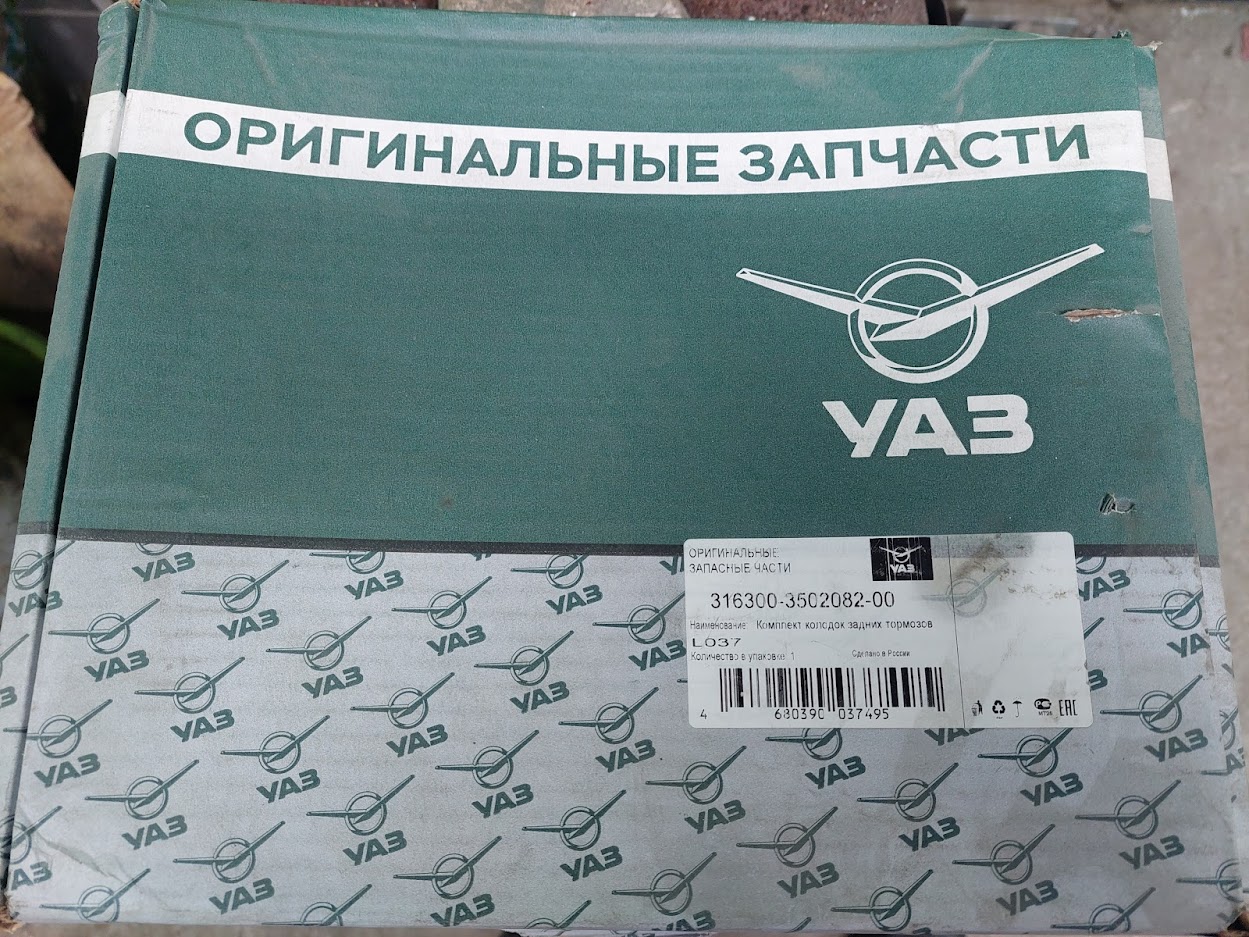 ОРИГИНАЛЬНЫЕ ЗАПЧАСТИ
УАЗ
ОРИГИНАЛЬНЫЕ
ЗАПАСНЫЕ ЧАСТИ
УАЗ
316300-3502082-00
Наименование: Комплект колодок задних тормозов
L037
Количество в упаковке: 1 Сделано в России
4 680390 037495
EAC